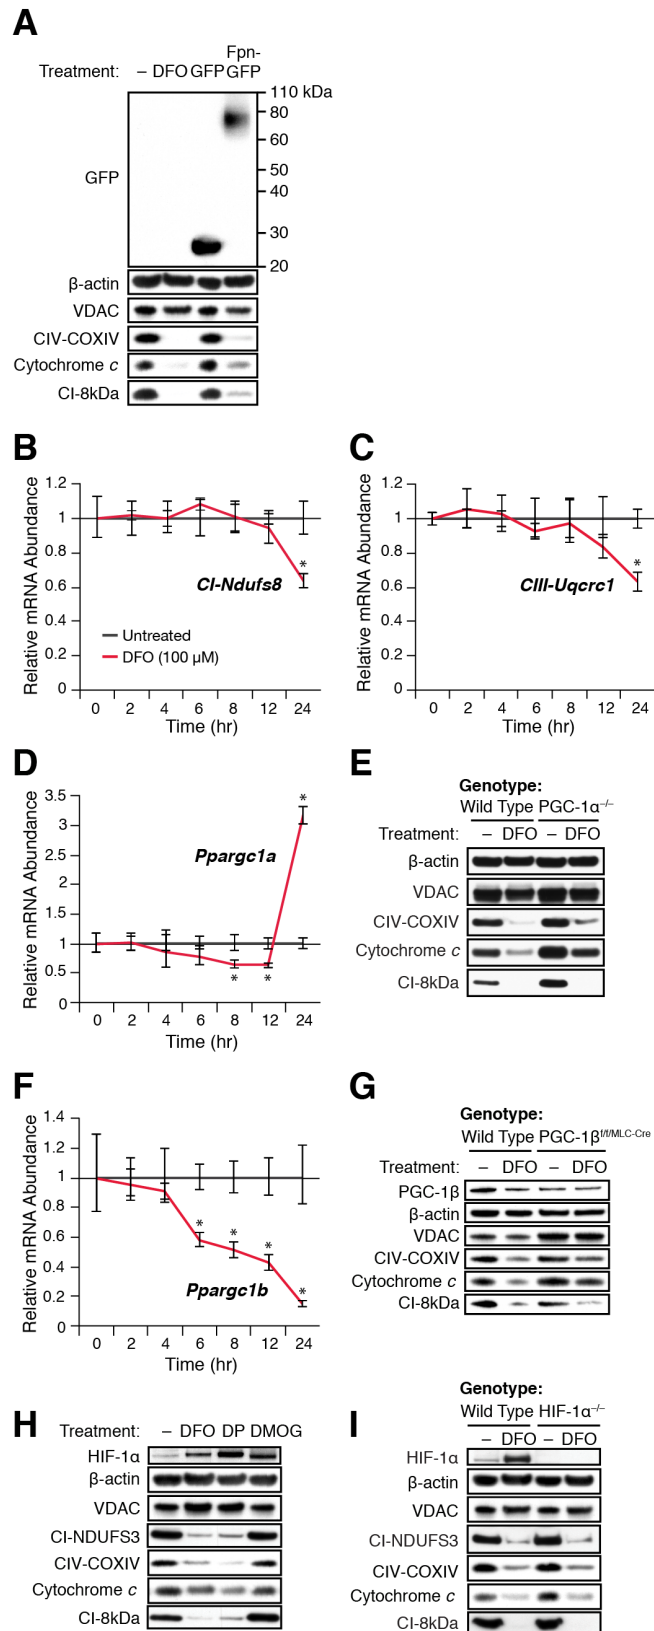 A
Fpn-
Treatment: – DFO GFP GFP
110 kDa
80
60
50
40
30
20
GFP
β-actin
VDAC
CIV-COXIV
Cytochrome c
CI-8kDa
B
Relative mRNA Abundance
1.2
1
0.8
0.6
0.4
0.2
0
*
CI-Ndufs8
Untreated
DFO (100 µM)
0 2 4 6 8 12 24
Time (hr)
C
Relative mRNA Abundance
1.2
1
0.8
0.6
0.4
0.2
0
*
CIII-Uqcrc1
0 2 4 6 8 12 24
Time (hr)
D
Relative mRNA Abundance
3.5
3
2.5
2
1.5
1
0.5
0
*
Ppargc1a
* *
0 2 4 6 8 12 24
Time (hr)
E
Genotype:
Wild Type PGC-1α–/–
Treatment: – DFO – DFO
β-actin
VDAC
CIV-COXIV
Cytochrome c
CI-8kDa
F
Relative mRNA Abundance
1.4
1.2
1
0.8
0.6
0.4
0.2
0
* * * *
Ppargc1b
0 2 4 6 8 12 24
Time (hr)
G
Genotype:
Wild Type PGC-1βf/f/MLC-Cre
Treatment: – DFO – DFO
PGC-1β
β-actin
VDAC
CIV-COXIV
Cytochrome c
CI-8kDa
H
Treatment: – DFO DP DMOG
HIF-1α
β-actin
VDAC
CI-NDUFS3
CIV-COXIV
Cytochrome c
CI-8kDa
I
Genotype:
Wild Type HIF-1α–/–
– DFO – DFO
HIF-1α
β-actin
VDAC
CI-NDUFS3
CIV-COXIV
Cytochrome c
CI-8kDa